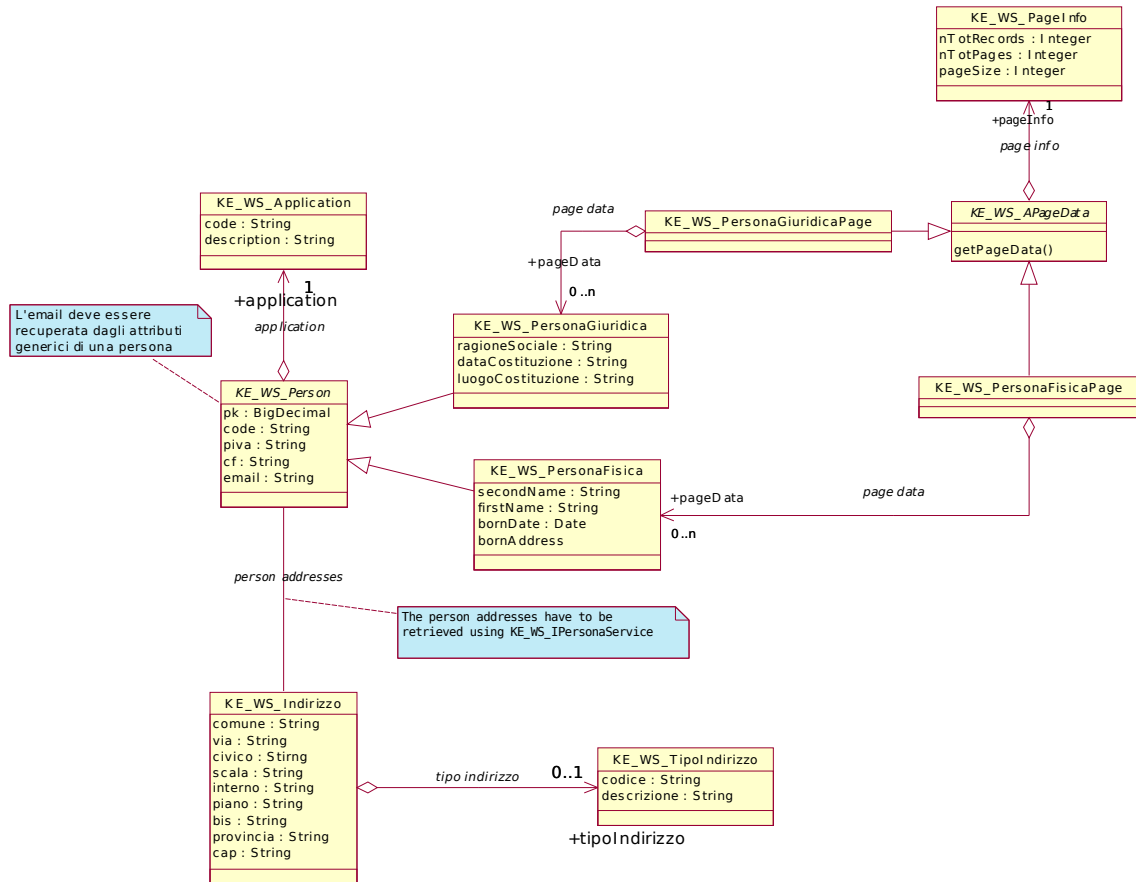 KE_WS_PageInfo
nTotRecords : Integer
nTotPages : Integer
pageSize : Integer
1
+pageInfo
page info
KE_WS_Application
code : String
description : String
1
+application
application
page data
KE_WS_PersonaGiuridicaPage
KE_WS_APageData
getPageData()
+pageData
0..n
L'email deve essere
recuperata dagli attributi
generici di una persona
KE_WS_PersonaGiuridica
ragioneSociale : String
dataCostituzione : String
luogoCostituzione : String
KE_WS_Person
pk : BigDecimal
code : String
piva : String
cf : String
email : String
KE_WS_PersonaFisicaPage
KE_WS_PersonaFisica
secondName : String
firstName : String
bornDate : Date
bornAddress
+pageData
page data
0..n
person addresses
The person addresses have to be
retrieved using KE_WS_IPersonaService
KE_WS_Indirizzo
comune : String
via : String
civico : Stirng
scala : String
interno : String
piano : String
bis : String
provincia : String
cap : String
tipo indirizzo
0..1
KE_WS_TipoIndirizzo
codice : String
descrizione : String
+tipoIndirizzo